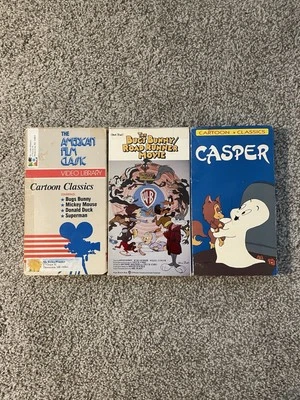 THE
AMERICAN
FILM
CLASSIC
VIDEO LIBRARY
Cartoon Classics
Bugs Bunny
Mickey Mouse
Donald Duck
Superman
The
BUGS BUNNY/
ROAD RUNNER
MOVIE
WB
CARTOON CLASSICS
CASPER